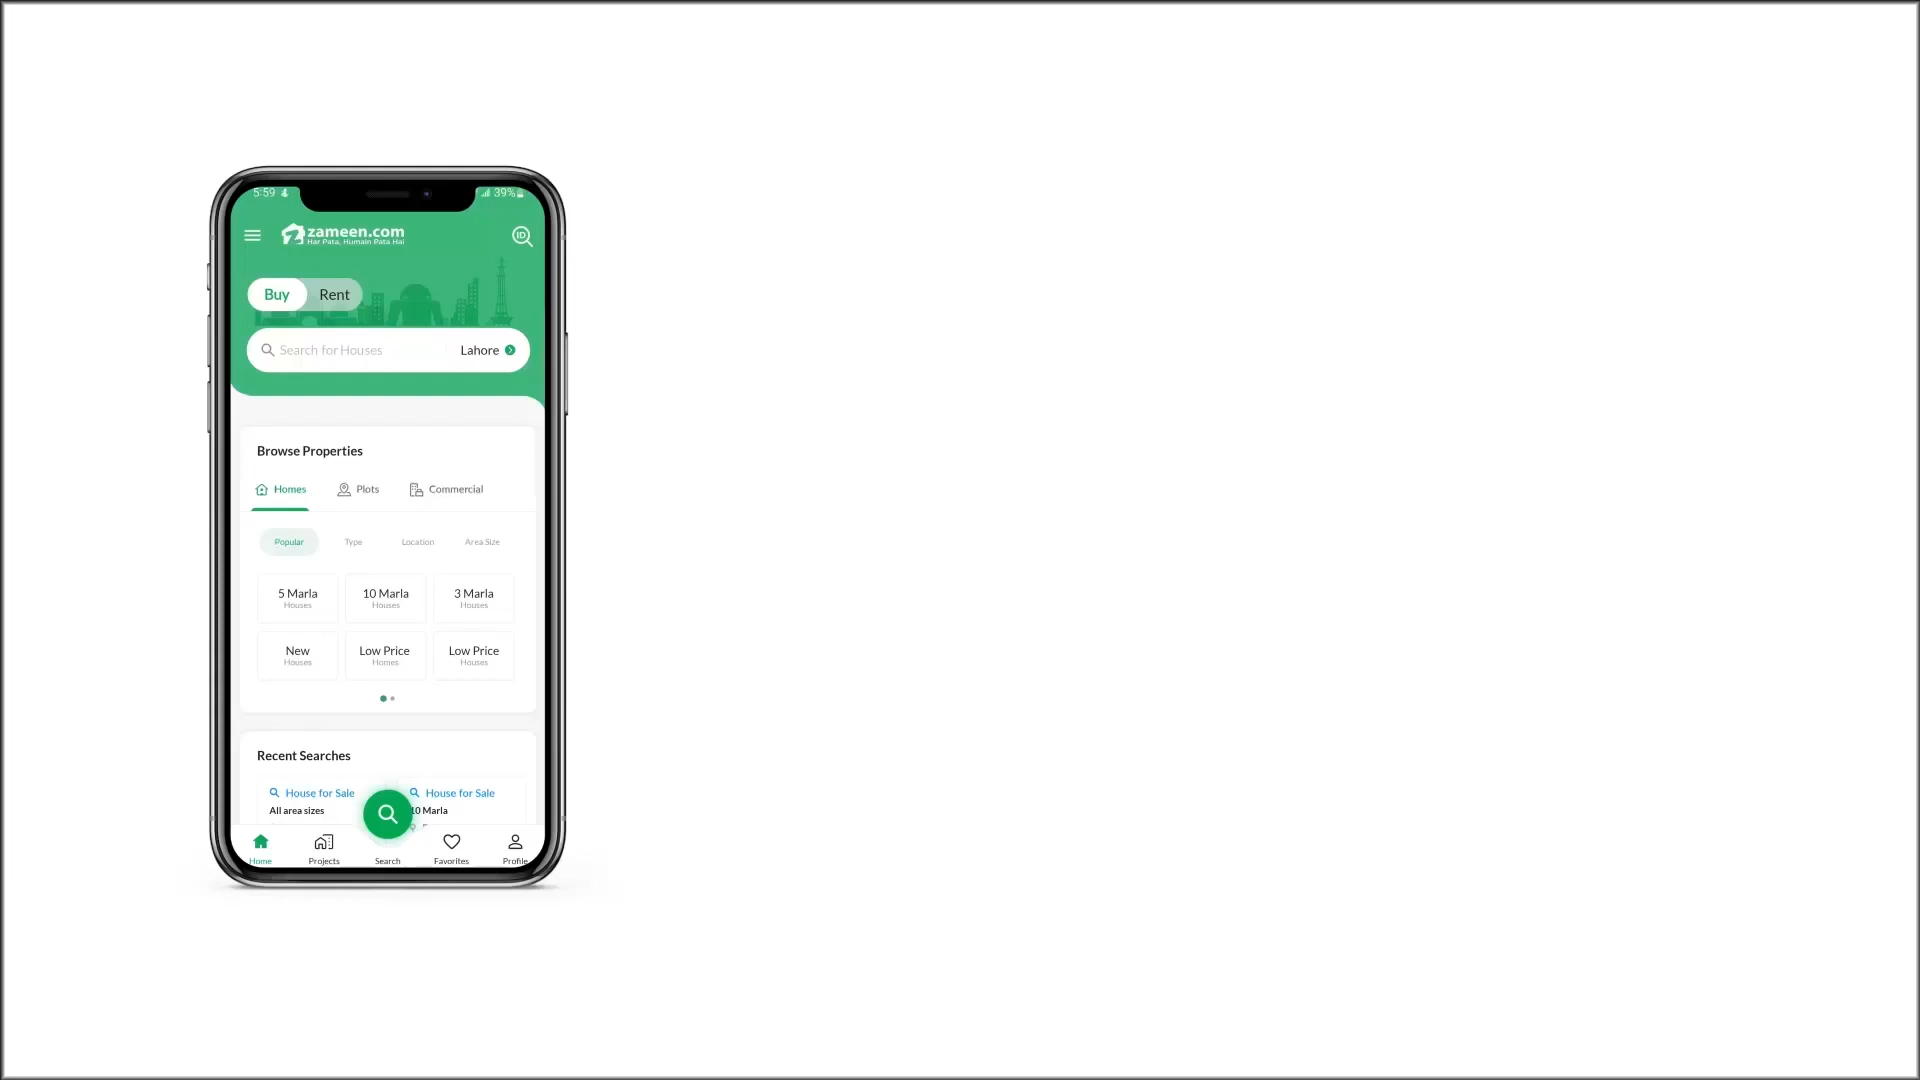 5:59 39%
zameen.com
Har Pata, Humain Pata Hai
ID
Buy Rent
Search for Houses Lahore
Browse Properties
Homes Plots Commercial
Popular Type Location Area Size
5 Marla 10 Marla 3 Marla
Houses Houses Houses
New Low Price Low Price
Houses Homes Houses
Recent Searches
House for Sale House for Sale
All area sizes 10 Marla
Home Projects Search Favorites Profile